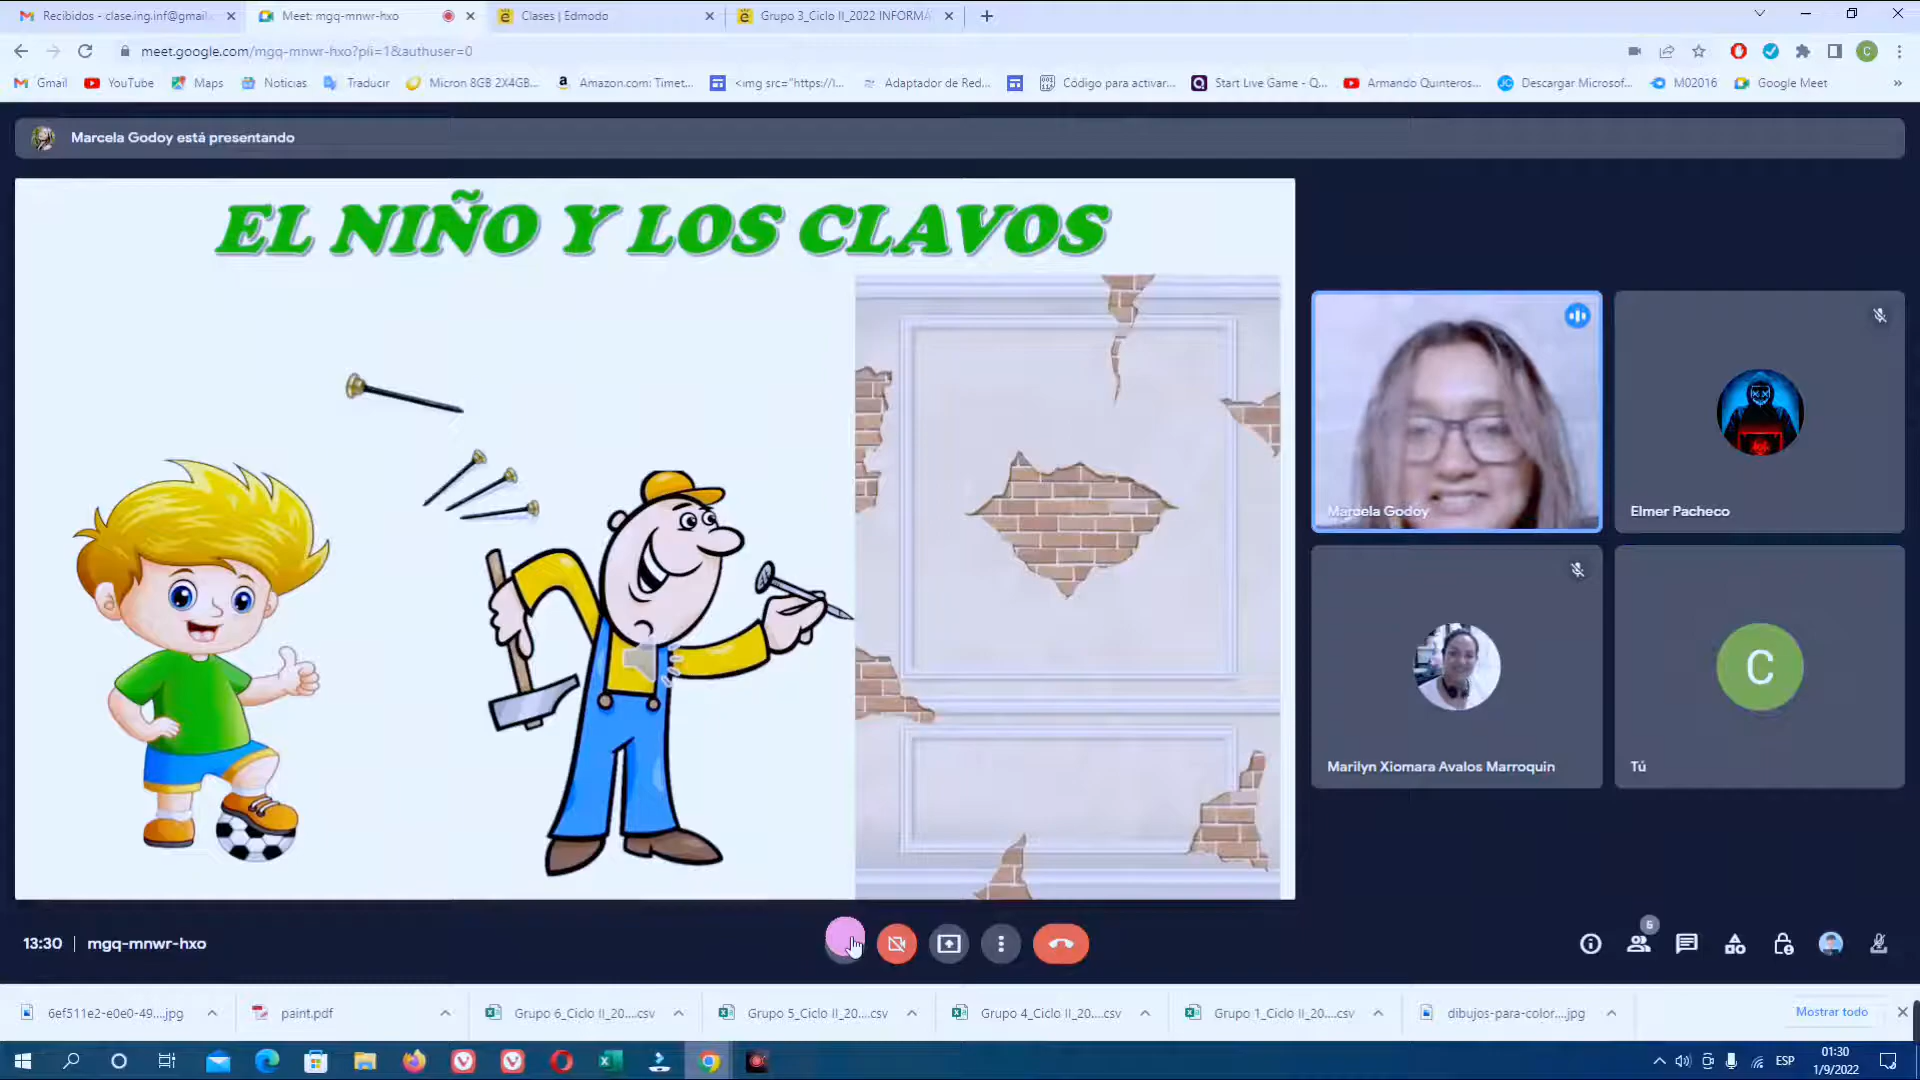 Recibidos - clase.ing.inf@gmail.
Meet: mgq-mnwr-hxo
Clases | Edmodo
Grupo 3_Ciclo II_2022 INFORMÁ
meet.google.com/mgq-mnwr-hxo?pli=1&authuser=0
Gmail
YouTube
Maps
Noticias
Traducir
Micron 8GB 2X4GB...
Amazon.com: Timet...
<img src="https://l...
Adaptador de Red...
Código para activar...
Start Live Game - Q...
Armando Quinteros...
Descargar Microsof...
M02016
Google Meet
»
Marcela Godoy está presentando
EL NIÑO Y LOS CLAVOS
Marcela Godoy
Elmer Pacheco
C
Marilyn Xiomara Avalos Marroquin
Tú
13:30 | mgq-mnwr-hxo
6ef511e2-e0e0-49....jpg
paint.pdf
Grupo 6_Ciclo II_20....csv
Grupo 5_Ciclo II_20....csv
Grupo 4_Ciclo II_20....csv
Grupo 1_Ciclo II_20....csv
dibujos-para-color....jpg
Mostrar todo
ESP
01:30
1/9/2022